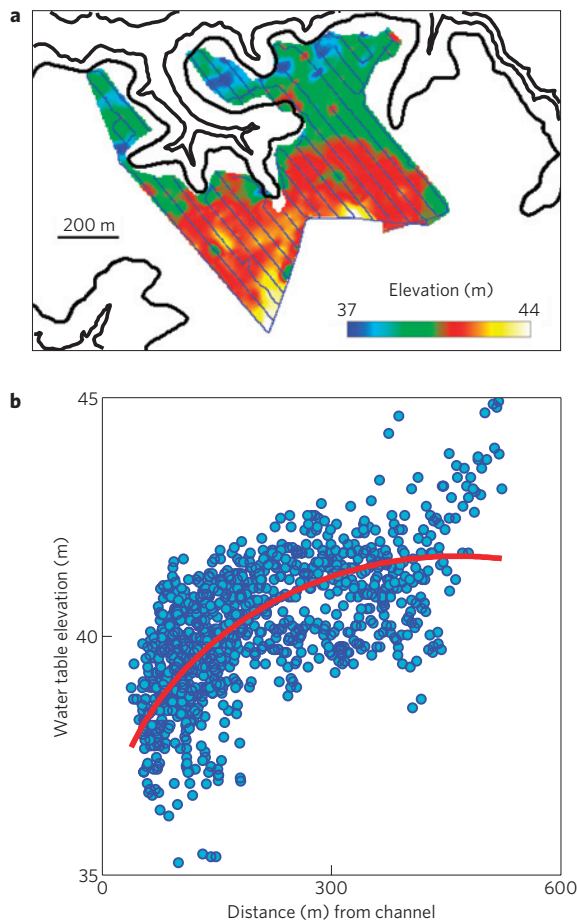 a
200 m
Elevation (m)
37 44
b
45
40
35
0 300 600
Water table elevation (m)
Distance (m) from channel